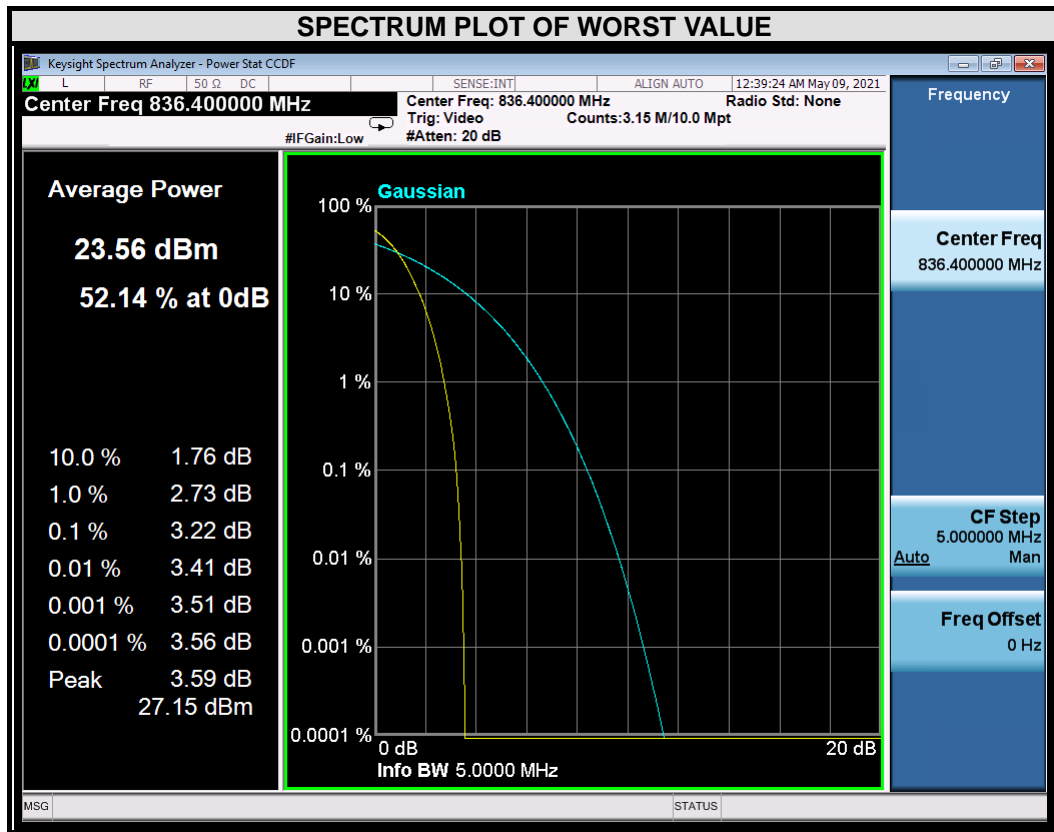 SPECTRUM PLOT OF WORST VALUE
Keysight Spectrum Analyzer - Power Stat CCDF
LXI L RF 50 Ω DC SENSE:INT ALIGN AUTO 12:39:24 AM May 09, 2021
Center Freq 836.400000 MHz
Center Freq: 836.400000 MHz Radio Std: None
Trig: Video Counts:3.15 M/10.0 Mpt
#IFGain:Low #Atten: 20 dB
Frequency
Center Freq
836.400000 MHz
CF Step
5.000000 MHz
Auto Man
Freq Offset
0 Hz
Average Power
23.56 dBm
52.14 % at 0dB
10.0 % 1.76 dB
1.0 % 2.73 dB
0.1 % 3.22 dB
0.01 % 3.41 dB
0.001 % 3.51 dB
0.0001 % 3.56 dB
Peak 3.59 dB
27.15 dBm
Gaussian
100 %
10 %
1 %
0.1 %
0.01 %
0.001 %
0.0001 %
0 dB 20 dB
Info BW 5.0000 MHz
MSG STATUS